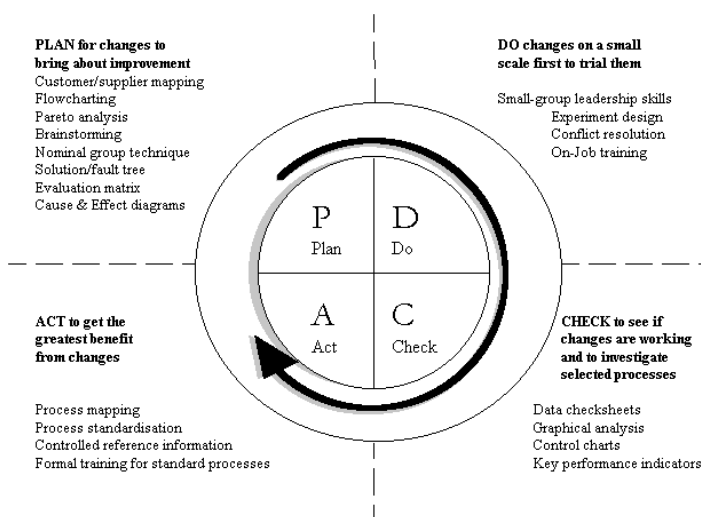 PLAN for changes to
bring about improvement
Customer/supplier mapping
Flowcharting
Pareto analysis
Brainstorming
Nominal group technique
Solution/fault tree
Evaluation matrix
Cause & Effect diagrams
DO changes on a small
scale first to trial them
Small-group leadership skills
Experiment design
Conflict resolution
On-Job training
P
Plan
D
Do
A
Act
C
Check
ACT to get the
greatest benefit
from changes
Process mapping
Process standardisation
Controlled reference information
Formal training for standard processes
CHECK to see if
changes are working
and to investigate
selected processes
Data checksheets
Graphical analysis
Control charts
Key performance indicators